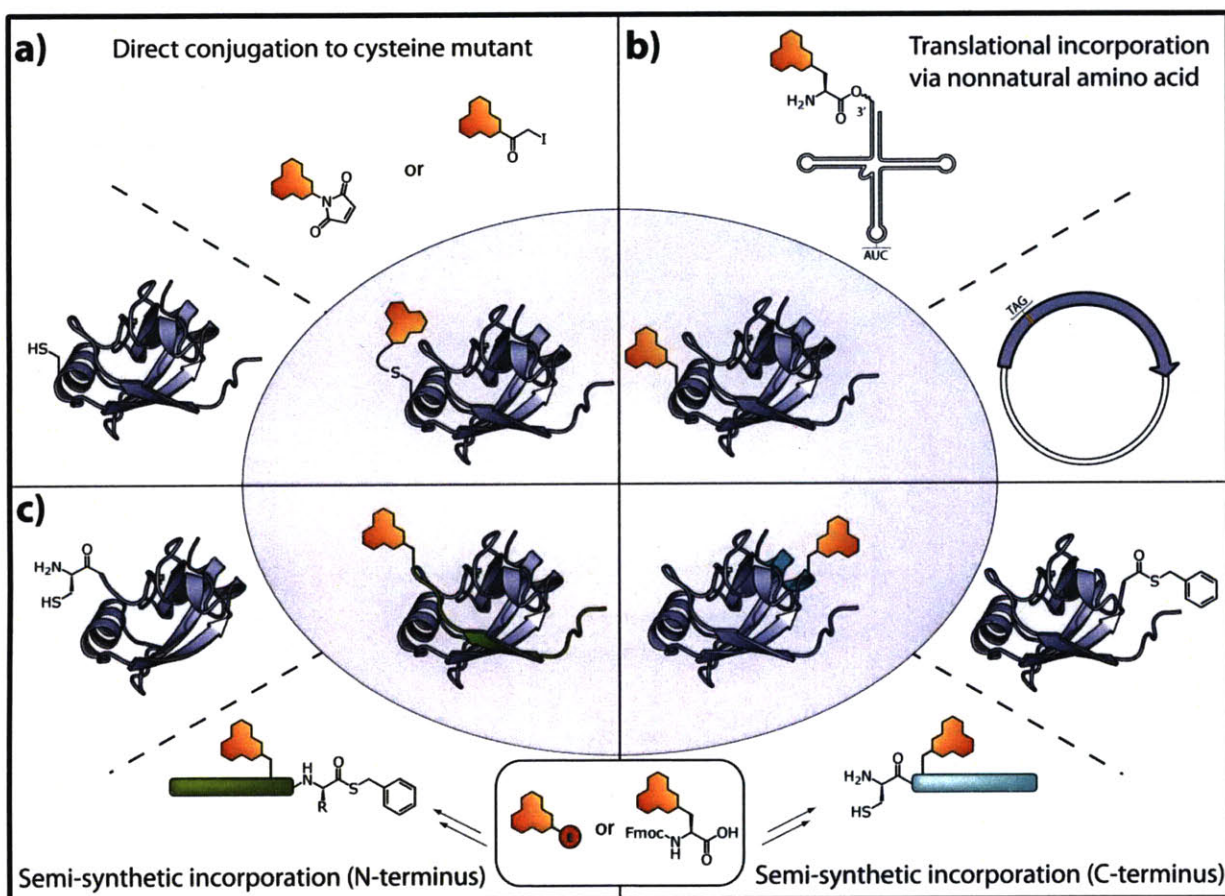 a)
Direct conjugation to cysteine mutant
b)
Translational incorporation
via nonnatural amino acid
H₂N
O
O
3'
O
I
or
N
O
O
AUC
TAG
HS
S
c)
H₂N
O
HS
O
S
H
N
O
S
R
or
Fmoc
N
H
OH
O
H₂N
O
HS
Semi-synthetic incorporation (N-terminus)
Semi-synthetic incorporation (C-terminus)